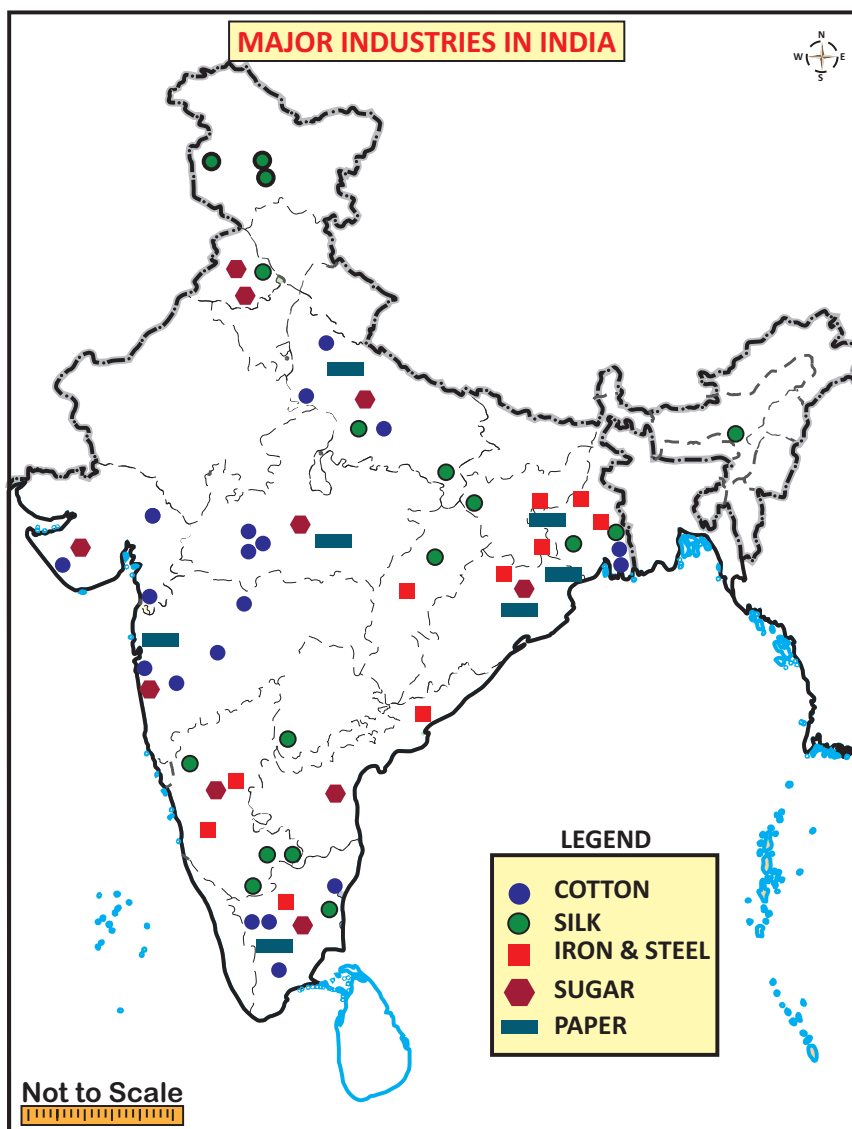 MAJOR INDUSTRIES IN INDIA
N
W E
S
LEGEND
COTTON
SILK
IRON & STEEL
SUGAR
PAPER
Not to Scale